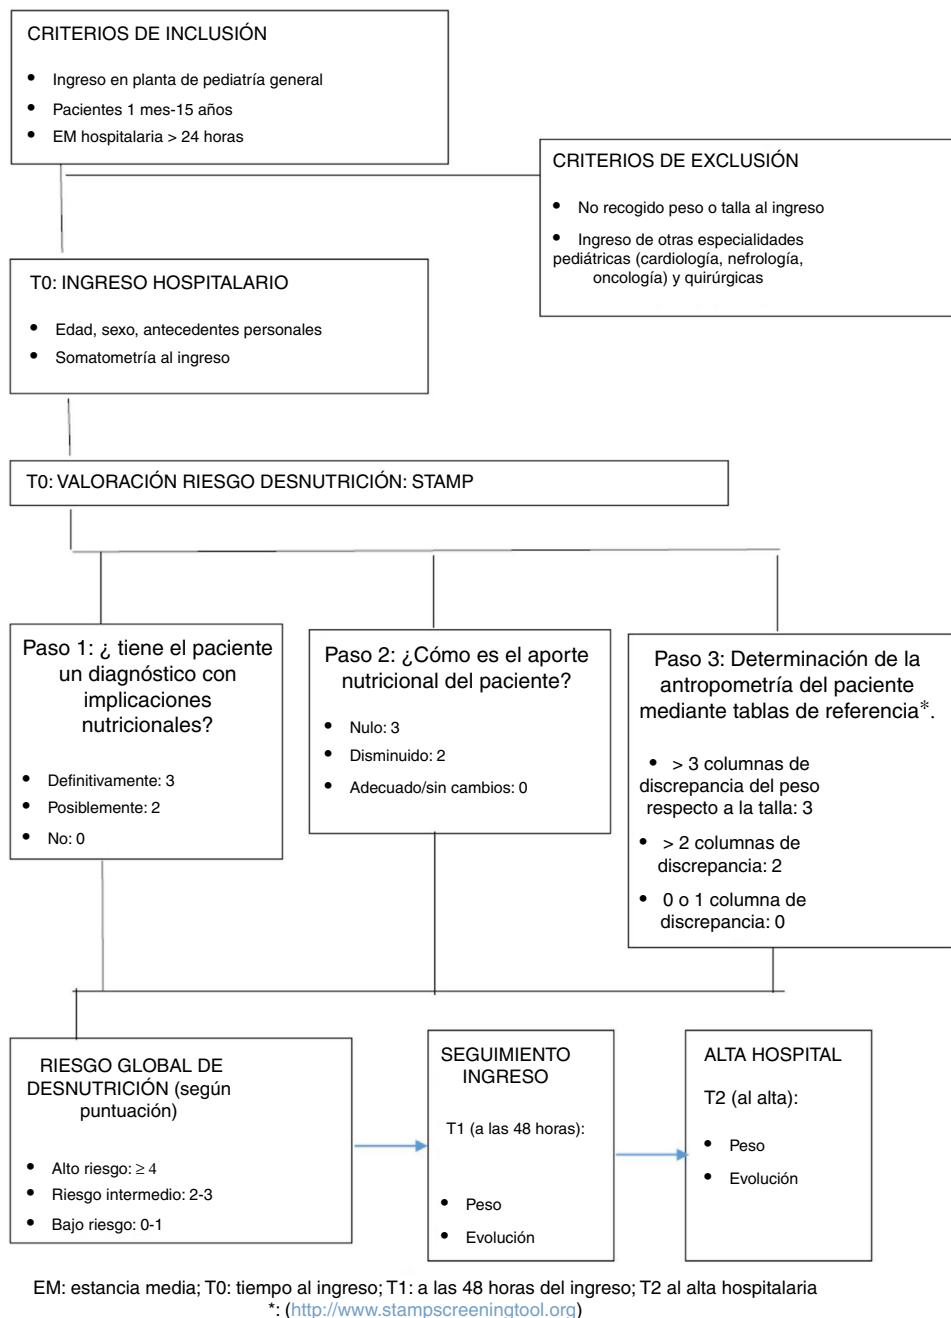 CRITERIOS DE INCLUSIÓN
• Ingreso en planta de pediatría general
• Pacientes 1 mes-15 años
• EM hospitalaria > 24 horas
CRITERIOS DE EXCLUSIÓN
• No recogido peso o talla al ingreso
• Ingreso de otras especialidades
pediátricas (cardiología, nefrología,
oncología) y quirúrgicas
T0: INGRESO HOSPITALARIO
• Edad, sexo, antecedentes personales
• Somatometría al ingreso
T0: VALORACIÓN RIESGO DESNUTRICIÓN: STAMP
Paso 1: ¿ tiene el paciente
un diagnóstico con
implicaciones
nutricionales?
• Definitivamente: 3
• Posiblemente: 2
• No: 0
Paso 2: ¿Cómo es el aporte
nutricional del paciente?
• Nulo: 3
• Disminuido: 2
• Adecuado/sin cambios: 0
Paso 3: Determinación de la
antropometría del paciente
mediante tablas de referencia*.
• > 3 columnas de
discrepancia del peso
respecto a la talla: 3
• > 2 columnas de
discrepancia: 2
• 0 o 1 columna de
discrepancia: 0
RIESGO GLOBAL DE
DESNUTRICIÓN (según
puntuación)
• Alto riesgo: ≥ 4
• Riesgo intermedio: 2-3
• Bajo riesgo: 0-1
SEGUIMIENTO
INGRESO
T1 (a las 48 horas):
• Peso
• Evolución
ALTA HOSPITAL
T2 (al alta):
• Peso
• Evolución
EM: estancia media; T0: tiempo al ingreso; T1: a las 48 horas del ingreso; T2 al alta hospitalaria
*: (http://www.stampscreeningtool.org)